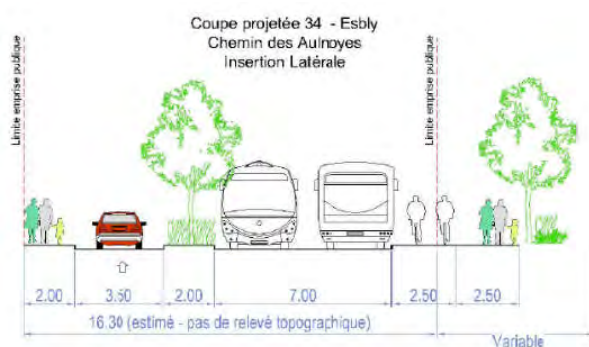 Coupe projetée 34 - Esbly
Chemin des Aulnoyes
Insertion Latérale
Limite emprise publique
Limite emprise publique
2.00
3.50
2.00
7.00
2.50
2.50
16.30 (estimé - pas de relevé topographique)
Variable